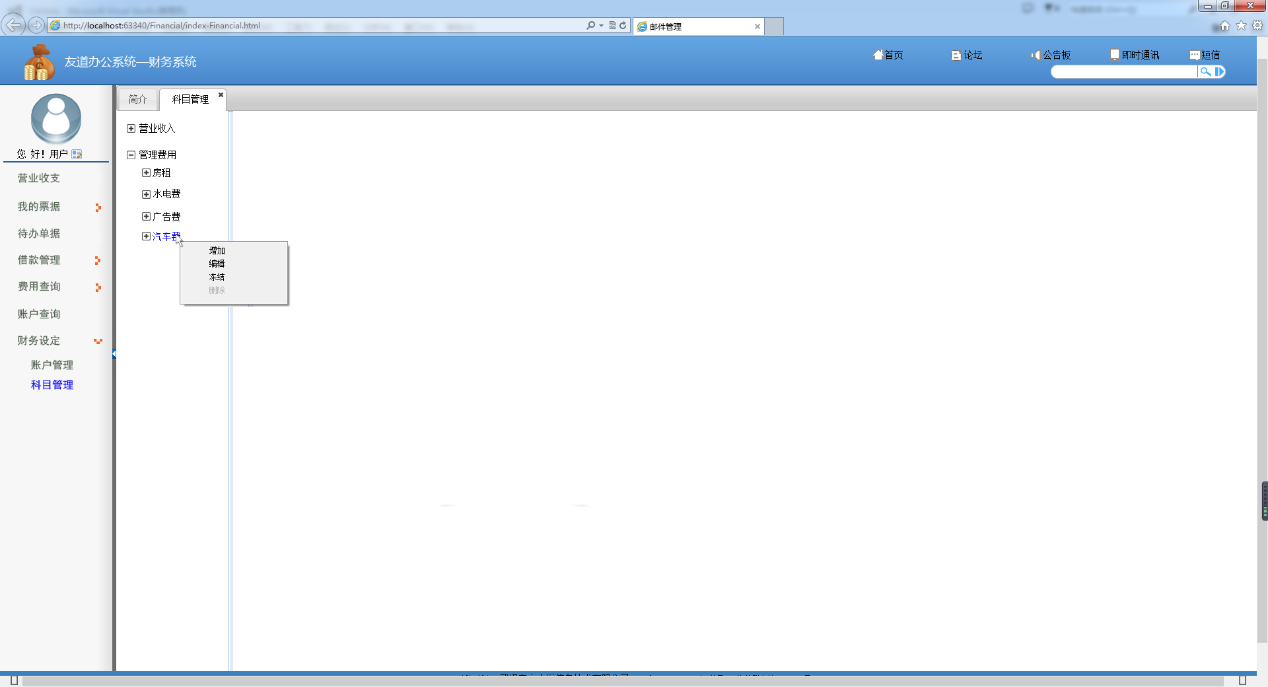 http://localhost:63340/Financial/index-Financial.html
邮件管理
友道办公系统—财务系统
首页
论坛
公告板
即时通讯
短信
您 好! 用户
简介
科目管理
营业收支
我的票据
待办单据
借款管理
费用查询
账户查询
财务设定
账户管理
科目管理
营业收入
管理费用
房租
水电费
广告费
汽车费
增加
编辑
冻结
删除